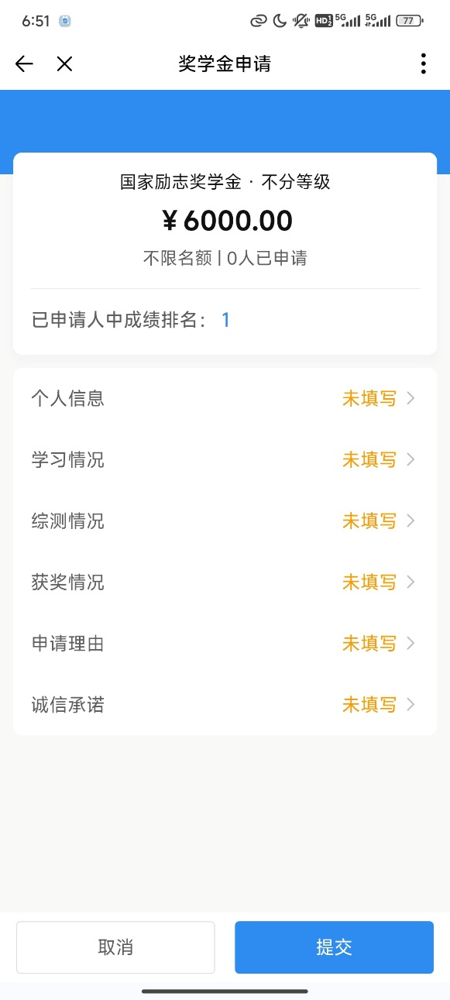 6:51
HD 1 2 5G 5G 77
奖学金申请
国家励志奖学金 · 不分等级
¥ 6000.00
不限名额 | 0人已申请
已申请人中成绩排名: 1
个人信息 未填写
学习情况 未填写
综测情况 未填写
获奖情况 未填写
申请理由 未填写
诚信承诺 未填写
取消 提交